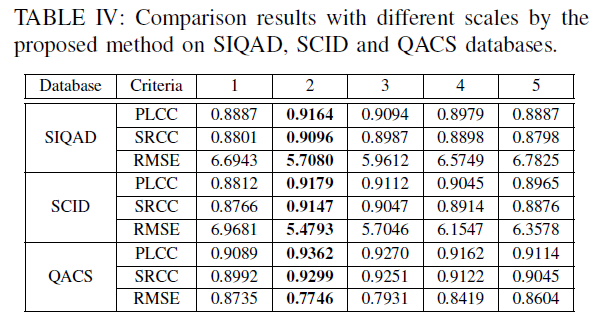 TABLE IV: Comparison results with different scales by the
proposed method on SIQAD, SCID and QACS databases.
Database Criteria 1 2 3 4 5
SIQAD PLCC 0.8887 0.9164 0.9094 0.8979 0.8887
SRCC 0.8801 0.9096 0.8987 0.8898 0.8798
RMSE 6.6943 5.7080 5.9612 6.5749 6.7825
SCID PLCC 0.8812 0.9179 0.9112 0.9045 0.8965
SRCC 0.8766 0.9147 0.9047 0.8914 0.8876
RMSE 6.9681 5.4793 5.7046 6.1547 6.3578
QACS PLCC 0.9089 0.9362 0.9270 0.9162 0.9114
SRCC 0.8992 0.9299 0.9251 0.9122 0.9045
RMSE 0.8735 0.7746 0.7931 0.8419 0.8604